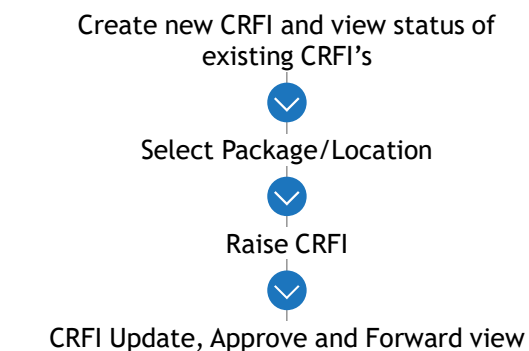 Create new CRFI and view status of
existing CRFI’s
Select Package/Location
Raise CRFI
CRFI Update, Approve and Forward view